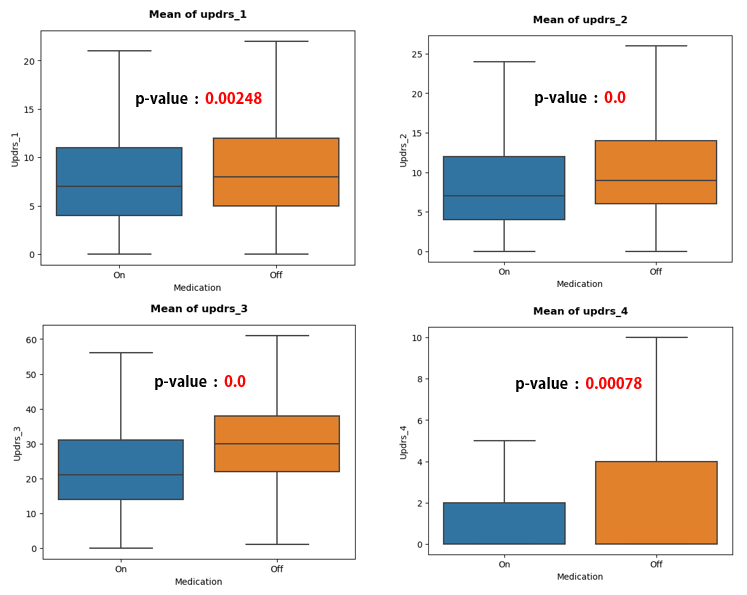 Mean of updrs_1
20
15
10
5
0
Updrs_1
p-value : 0.00248
On
Off
Medication
Mean of updrs_2
25
20
15
10
5
0
Updrs_2
p-value : 0.0
On
Off
Medication
Mean of updrs_3
60
50
40
30
20
10
0
Updrs_3
p-value : 0.0
On
Off
Medication
Mean of updrs_4
10
8
6
4
2
0
Updrs_4
p-value : 0.00078
On
Off
Medication